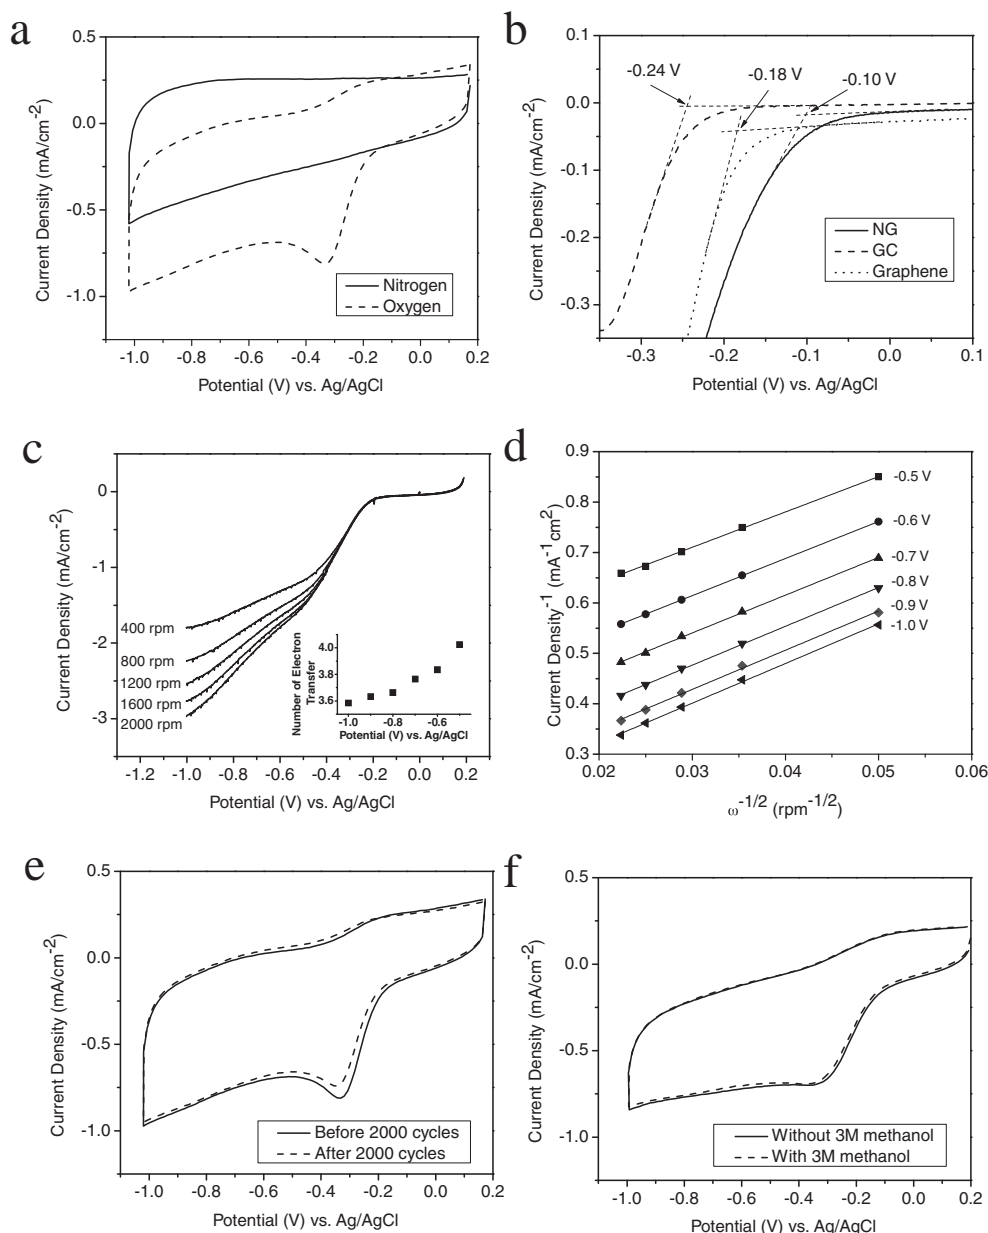 a
0.5
0.0
-0.5
-1.0
Current Density (mA/cm-2)
Nitrogen
Oxygen
-1.0 -0.8 -0.6 -0.4 -0.2 0.0 0.2
Potential (V) vs. Ag/AgCl
b
0.1
0.0
-0.1
-0.2
-0.3
Current Density (mA/cm-2)
-0.24 V
-0.18 V
-0.10 V
NG
GC
Graphene
-0.3 -0.2 -0.1 0.0 0.1
Potential (V) vs. Ag/AgCl
c
0
-1
-2
-3
Current Density (mA/cm-2)
400 rpm
800 rpm
1200 rpm
1600 rpm
2000 rpm
Number of Electron
Transfer
4.0
3.8
3.6
-1.0 -0.8 -0.6
Potential (V) vs. Ag/AgCl
-1.2 -1.0 -0.8 -0.6 -0.4 -0.2 0.0 0.2
Potential (V) vs. Ag/AgCl
d
0.9
0.8
0.7
0.6
0.5
0.4
0.3
Current Density-1 (mA-1cm2)
-0.5 V
-0.6 V
-0.7 V
-0.8 V
-0.9 V
-1.0 V
0.02 0.03 0.04 0.05 0.06
ω-1/2 (rpm-1/2)
e
0.5
0.0
-0.5
-1.0
Current Density (mA/cm-2)
Before 2000 cycles
After 2000 cycles
-1.0 -0.8 -0.6 -0.4 -0.2 0.0 0.2
Potential (V) vs. Ag/AgCl
f
0.5
0.0
-0.5
-1.0
Current Density (mA/cm-2)
Without 3M methanol
With 3M methanol
-1.0 -0.8 -0.6 -0.4 -0.2 0.0 0.2
Potential (V) vs. Ag/AgCl